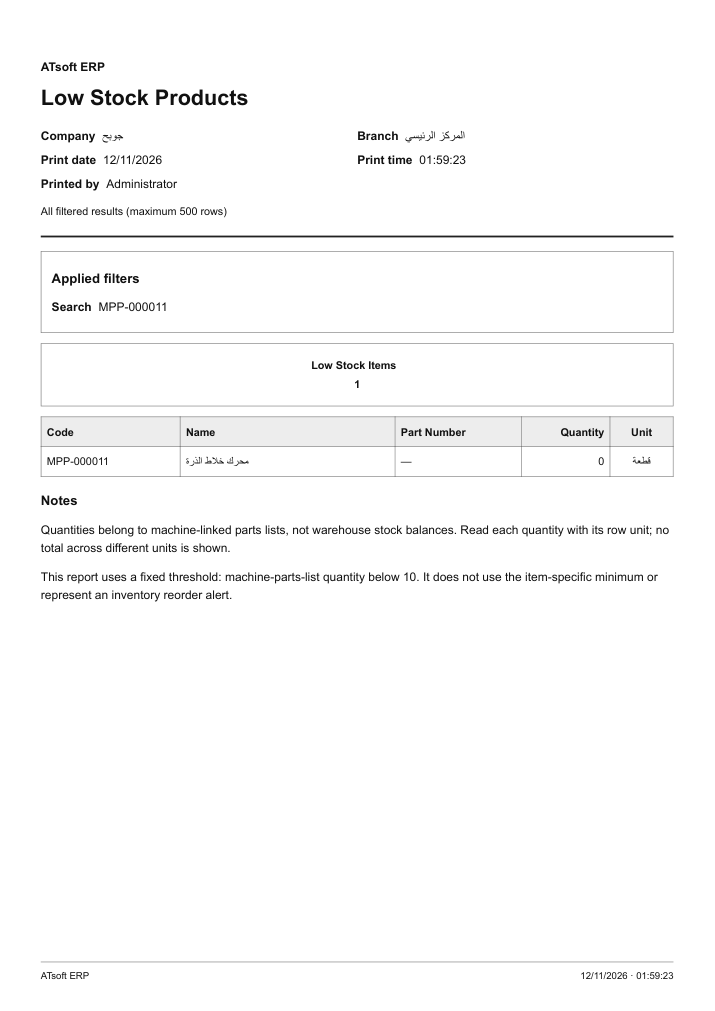 ATsoft ERP
Low Stock Products
Company جوبح
Branch المركز الرئيسي
Print date 12/11/2026
Print time 01:59:23
Printed by Administrator
All filtered results (maximum 500 rows)
Applied filters
Search MPP-000011
Low Stock Items
1
Code Name Part Number Quantity Unit
MPP-000011 محرك خلاط الذرة — 0 قطعة
Notes
Quantities belong to machine-linked parts lists, not warehouse stock balances. Read each quantity with its row unit; no
total across different units is shown.
This report uses a fixed threshold: machine-parts-list quantity below 10. It does not use the item-specific minimum or
represent an inventory reorder alert.
ATsoft ERP
12/11/2026 · 01:59:23